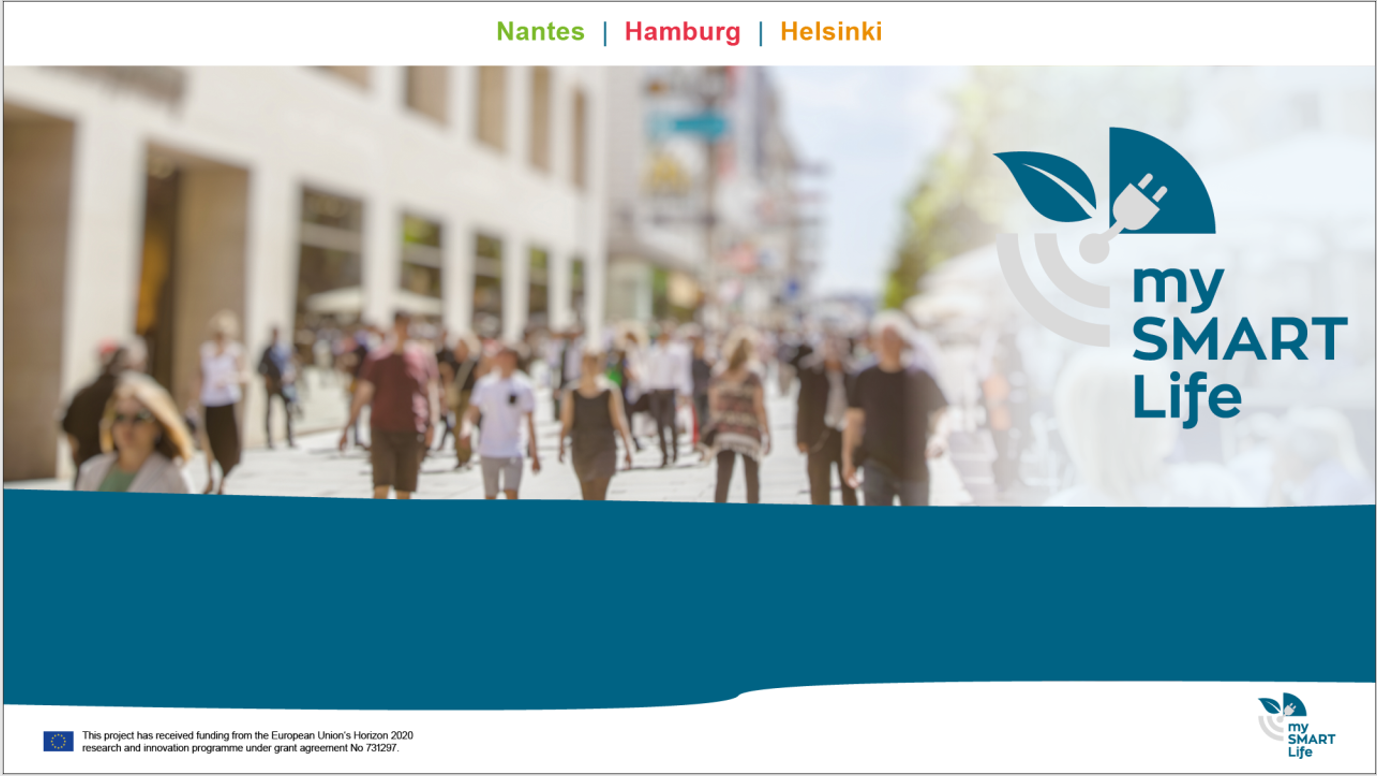 Nantes | Hamburg | Helsinki
my
SMART
Life
This project has received funding from the European Union's Horizon 2020
research and innovation programme under grant agreement No 731297.
my
SMART
Life